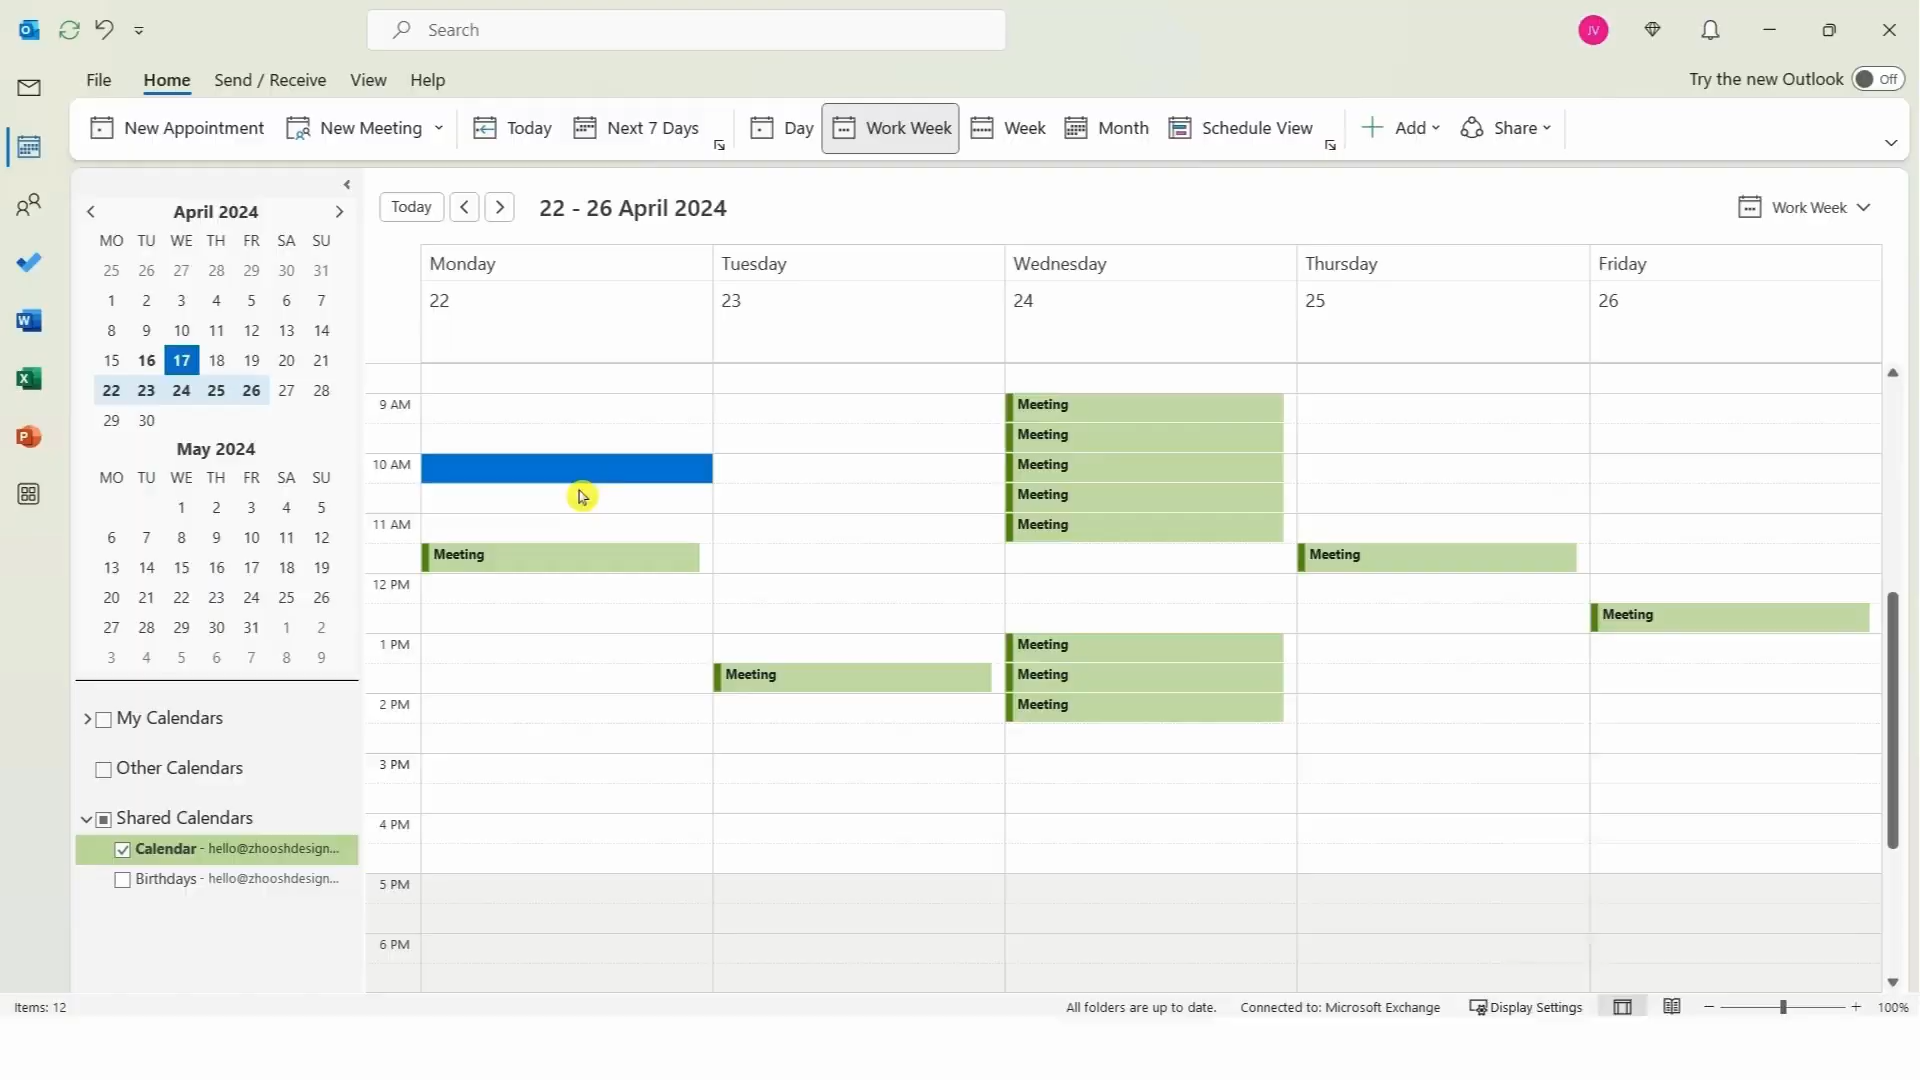 Search
JV
File Home Send / Receive View Help
Try the new Outlook Off
New Appointment New Meeting Today Next 7 Days Day Work Week Week Month Schedule View Add Share
April 2024
MO TU WE TH FR SA SU
25 26 27 28 29 30 31
1 2 3 4 5 6 7
8 9 10 11 12 13 14
15 16 17 18 19 20 21
22 23 24 25 26 27 28
29 30
May 2024
MO TU WE TH FR SA SU
1 2 3 4 5
6 7 8 9 10 11 12
13 14 15 16 17 18 19
20 21 22 23 24 25 26
27 28 29 30 31 1 2
3 4 5 6 7 8 9
My Calendars
Other Calendars
Shared Calendars
Calendar - hello@zhooshdesign...
Birthdays - hello@zhooshdesign...
Today 22 - 26 April 2024 Work Week
Monday Tuesday Wednesday Thursday Friday
22 23 24 25 26
9 AM Meeting
Meeting
10 AM Meeting
Meeting
11 AM Meeting
Meeting Meeting
12 PM
Meeting
1 PM Meeting
Meeting Meeting
2 PM Meeting
3 PM
4 PM
5 PM
6 PM
Items: 12 All folders are up to date. Connected to: Microsoft Exchange Display Settings 100%